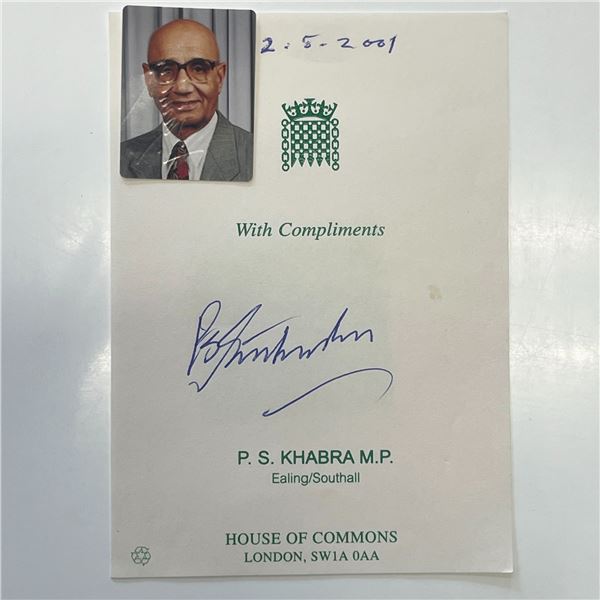 2.5.2001
With Compliments
P. S. KHABRA M.P.
Ealing/Southall
HOUSE OF COMMONS
LONDON, SW1A 0AA